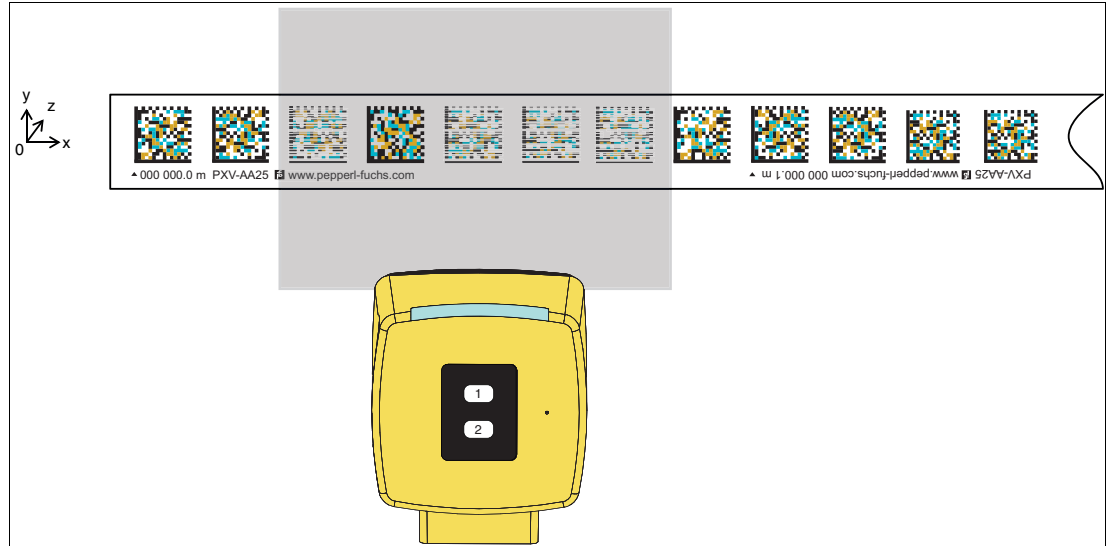 y
z
0
x
▲ 000 000.0 m PXV-AA25 www.pepperl-fuchs.com
PXV-AA25 www.pepperl-fuchs.com 000 000.1 m ▲
1
2